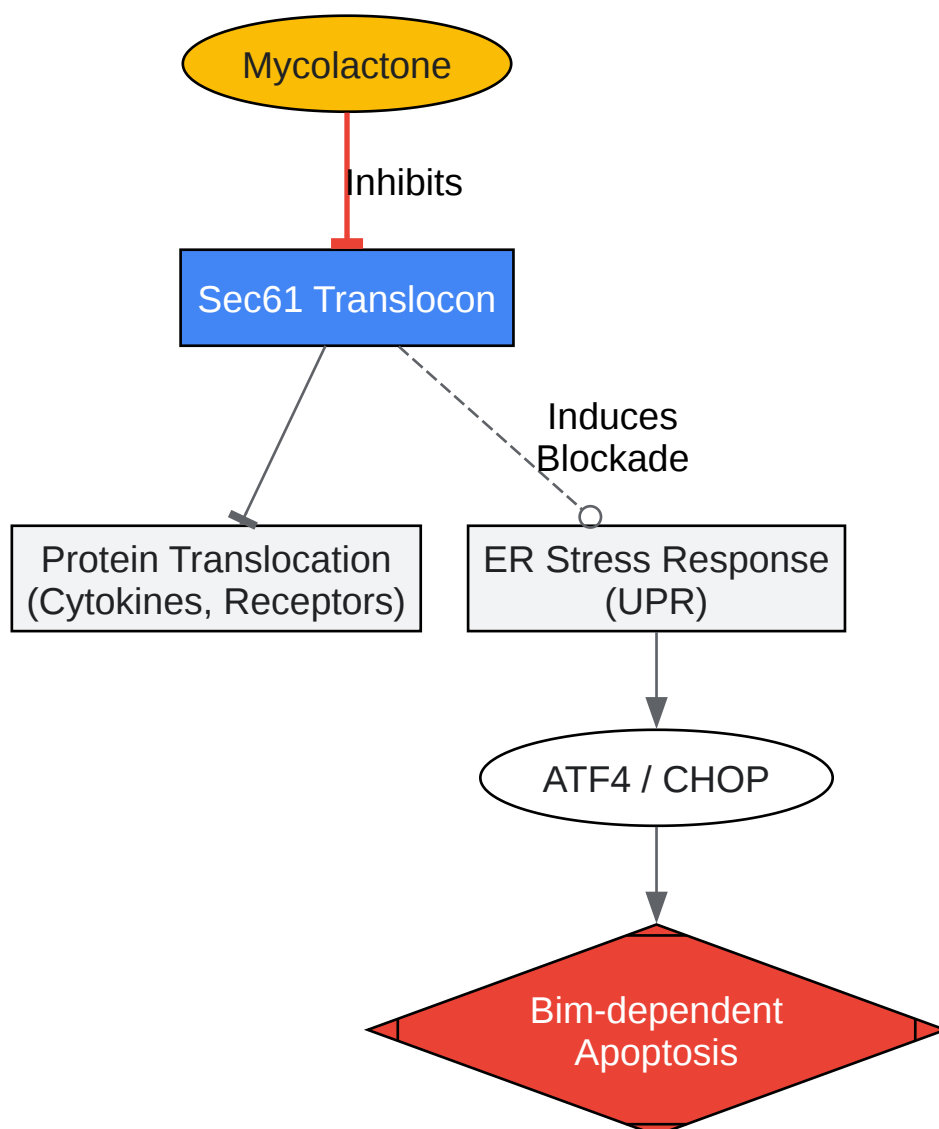 Mycolactone
Inhibits
Sec61 Translocon
Induces
Blockade
Protein Translocation
(Cytokines, Receptors)
ER Stress Response
(UPR)
ATF4 / CHOP
Bim-dependent
Apoptosis